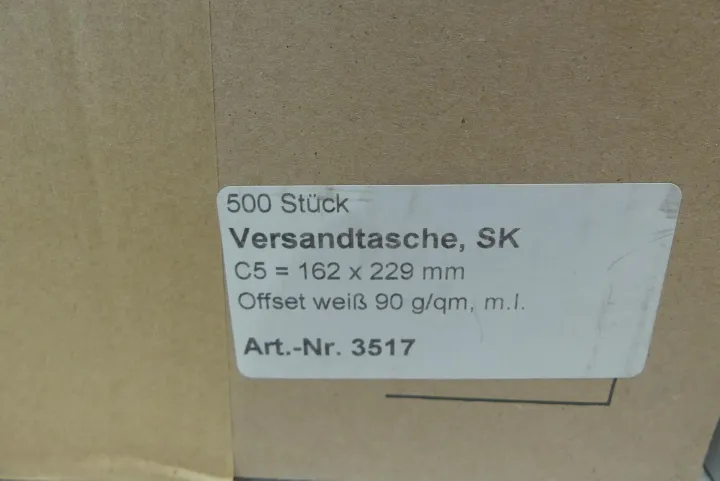 500 Stück
Versandtasche, SK
C5 = 162 x 229 mm
Offset weiß 90 g/qm, m.l.
Art.-Nr. 3517